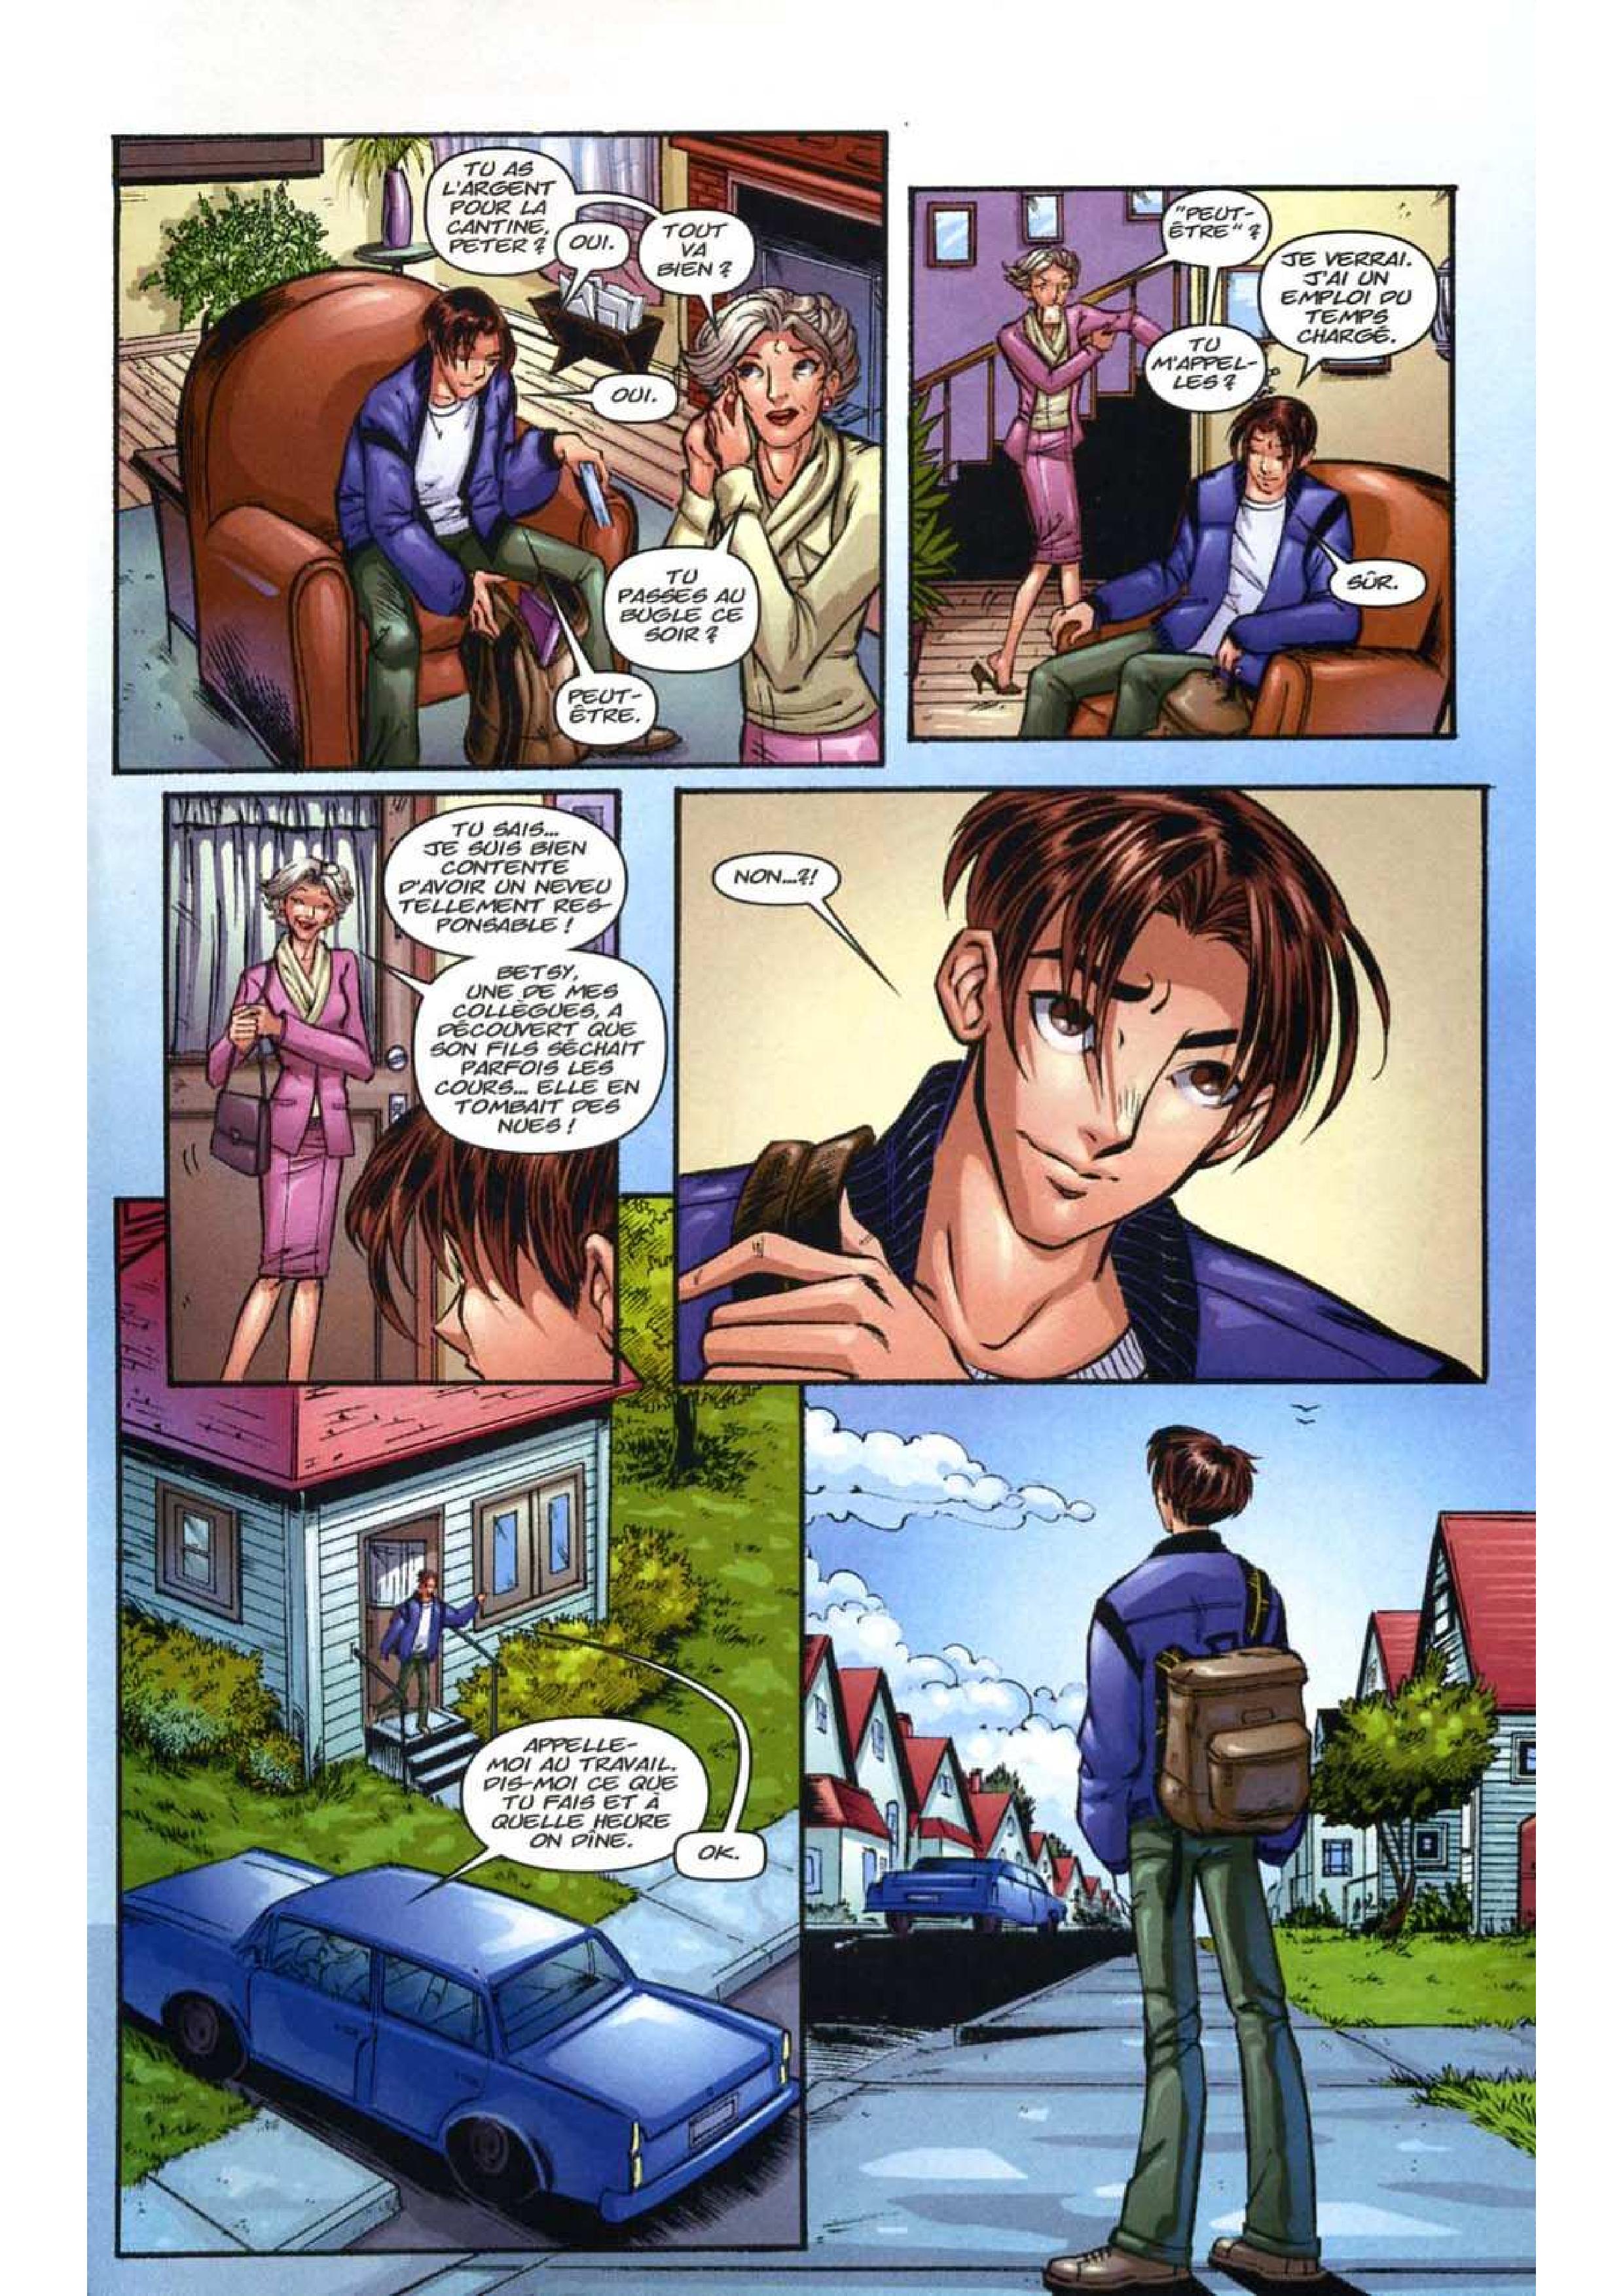 TU AS
L'ARGENT
POUR LA
CANTINE,
PETER ?
OUI.
TOUT
VA
BIEN ?
OUI.
TU
PASSES AU
BUGLE CE
SOIR ?
PEUT-
ÊTRE.
"PEUT-
ÊTRE" ?
JE VERRAI.
J'AI UN
EMPLOI DU
TEMPS
CHARGÉ.
TU
M'APPEL-
LES ?
SÛR.
TU SAIS...
JE SUIS BIEN
CONTENTE
D'AVOIR UN NEVEU
TELLEMENT RES-
PONSABLE !
BETSY,
UNE DE MES
COLLÈGUES, A
DÉCOUVERT QUE
SON FILS SÉCHAIT
PARFOIS LES
COURS... ELLE EN
TOMBAIT DES
NUES !
NON...?!
APPELLE-
MOI AU TRAVAIL.
DIS-MOI CE QUE
TU FAIS ET À
QUELLE HEURE
ON DÎNE.
OK.